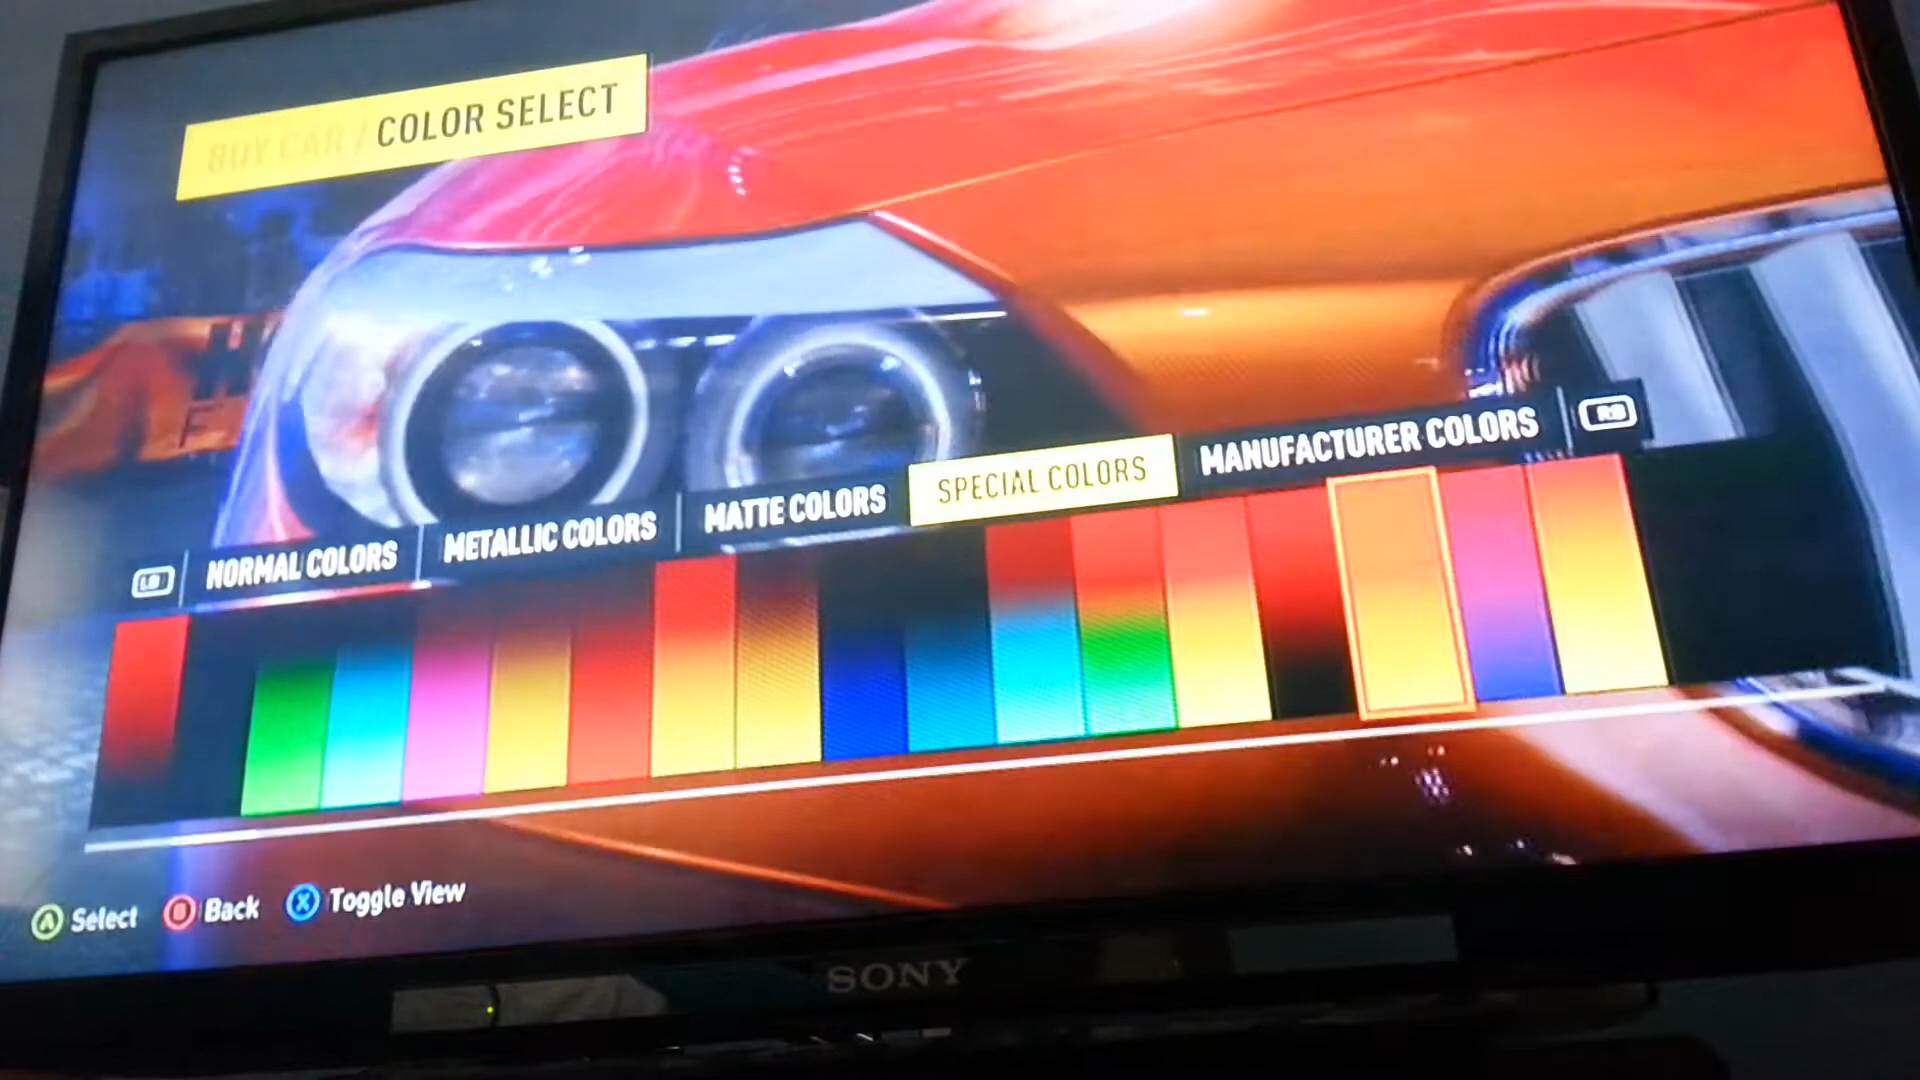 BUY CAR / COLOR SELECT
LB NORMAL COLORS METALLIC COLORS MATTE COLORS SPECIAL COLORS MANUFACTURER COLORS RB
A Select B Back X Toggle View
SONY